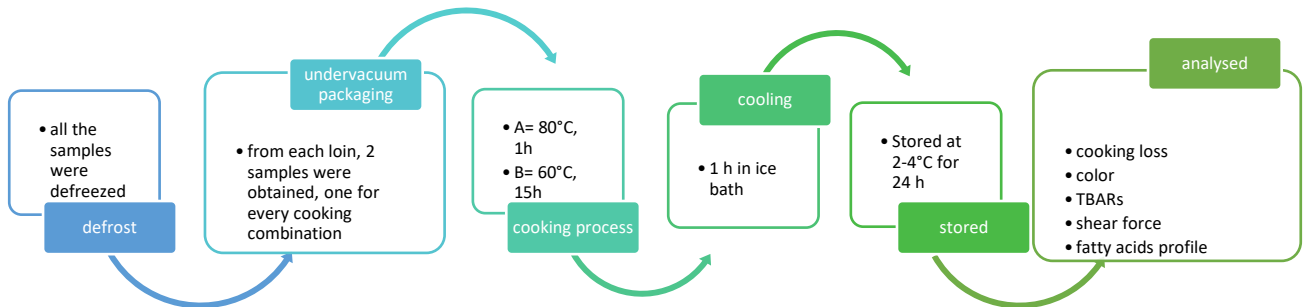 • all the
samples
were
defreezed
defrost
undervacuum
packaging
• from each loin, 2
samples were
obtained, one for
every cooking
combination
• A= 80°C,
1h
• B= 60°C,
15h
cooking process
cooling
• 1 h in ice
bath
• Stored at
2-4°C for
24 h
stored
analysed
• cooking loss
• color
• TBARs
• shear force
• fatty acids profile